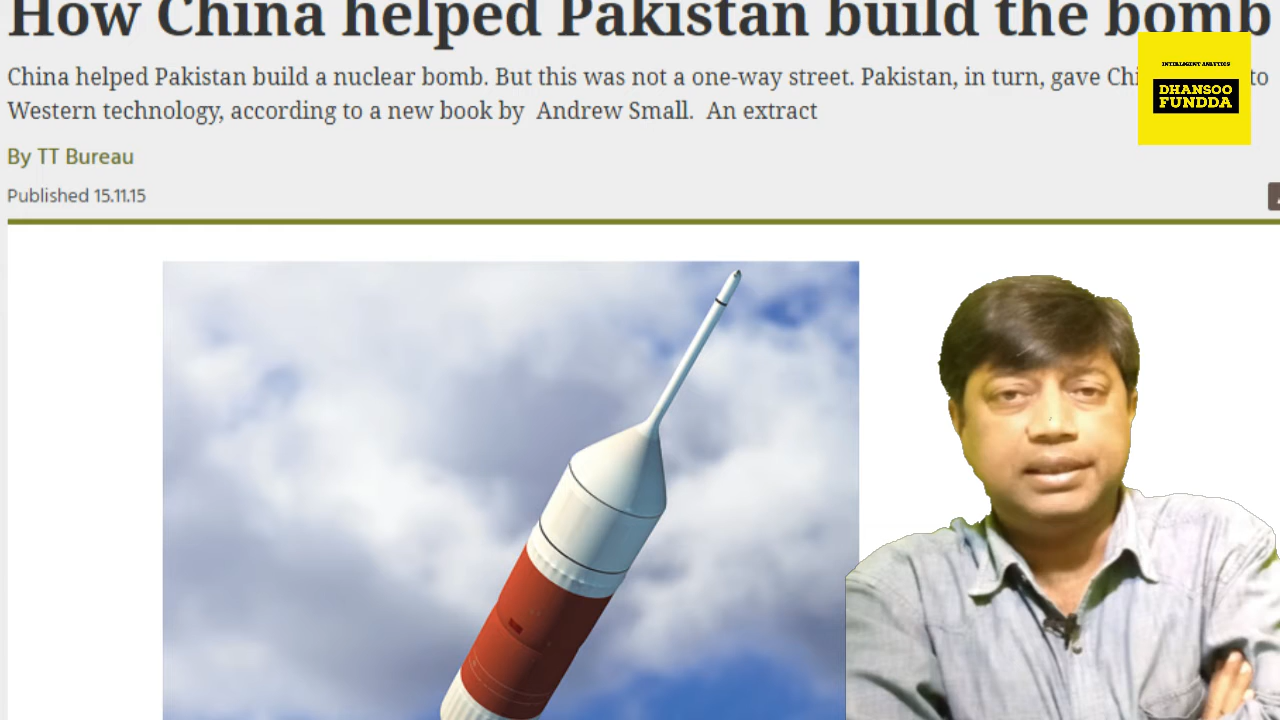 How China helped Pakistan build the bomb
China helped Pakistan build a nuclear bomb. But this was not a one-way street. Pakistan, in turn, gave to
Western technology, according to a new book by Andrew Small. An extract
By TT Bureau
Published 15.11.15
INTELLIGENT ANALYTICS
DHANSOO
FUNDDA